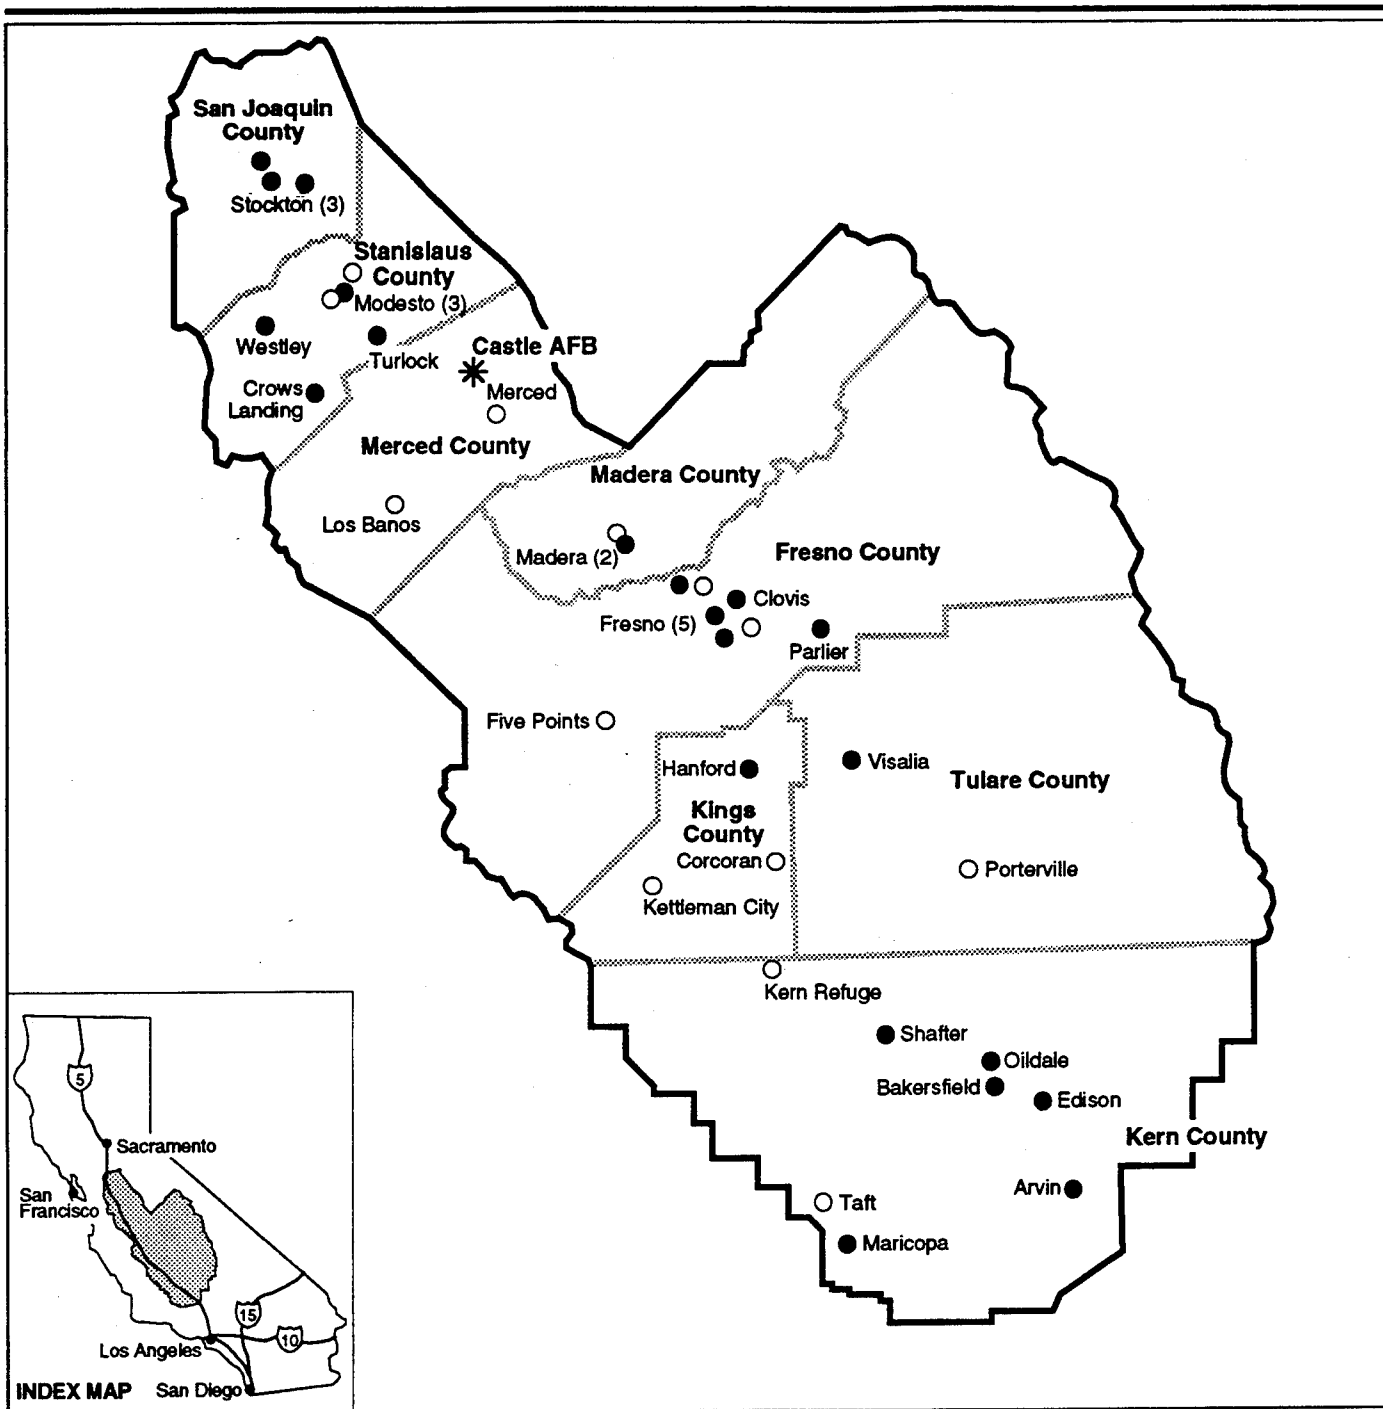 San Joaquin
County
Stockton (3)
Stanislaus
County
Modesto (3)
Westley
Turlock
Castle AFB
Crows
Landing
Merced
Merced County
Madera County
Los Banos
Madera (2)
Fresno County
Clovis
Fresno (5)
Parlier
Five Points
Hanford
Visalia
Tulare County
Kings
County
Corcoran
Porterville
Kettleman City
Kern Refuge
Shafter
Oildale
Bakersfield
Edison
Kern County
Arvin
Taft
Maricopa
5
Sacramento
San
Francisco
15
10
Los Angeles
INDEX MAP
San Diego